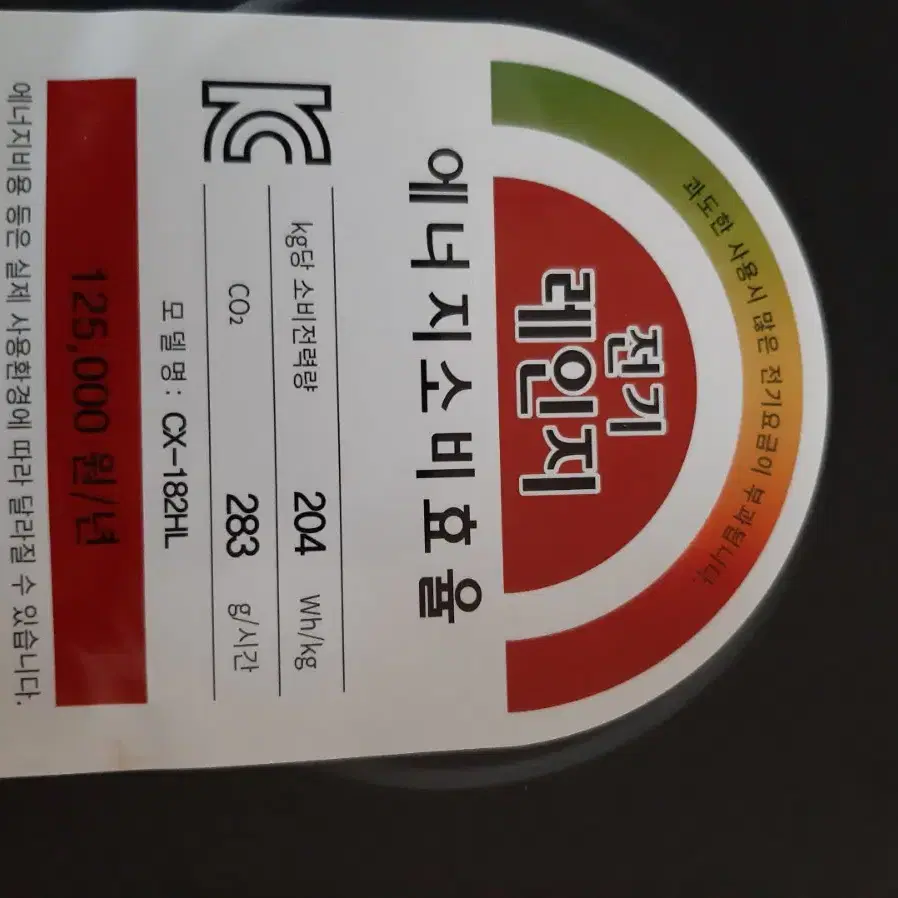 과도한 사용시 많은 전기요금이 부과됩니다.
전기
레인지
에너지소비효율
kg당 소비전력량 204 Wh/kg
CO₂ 283 g/시간
모델명 : CX-182HL
125,000 원/년
에너지비용 등은 실제 사용환경에 따라 달라질 수 있습니다.